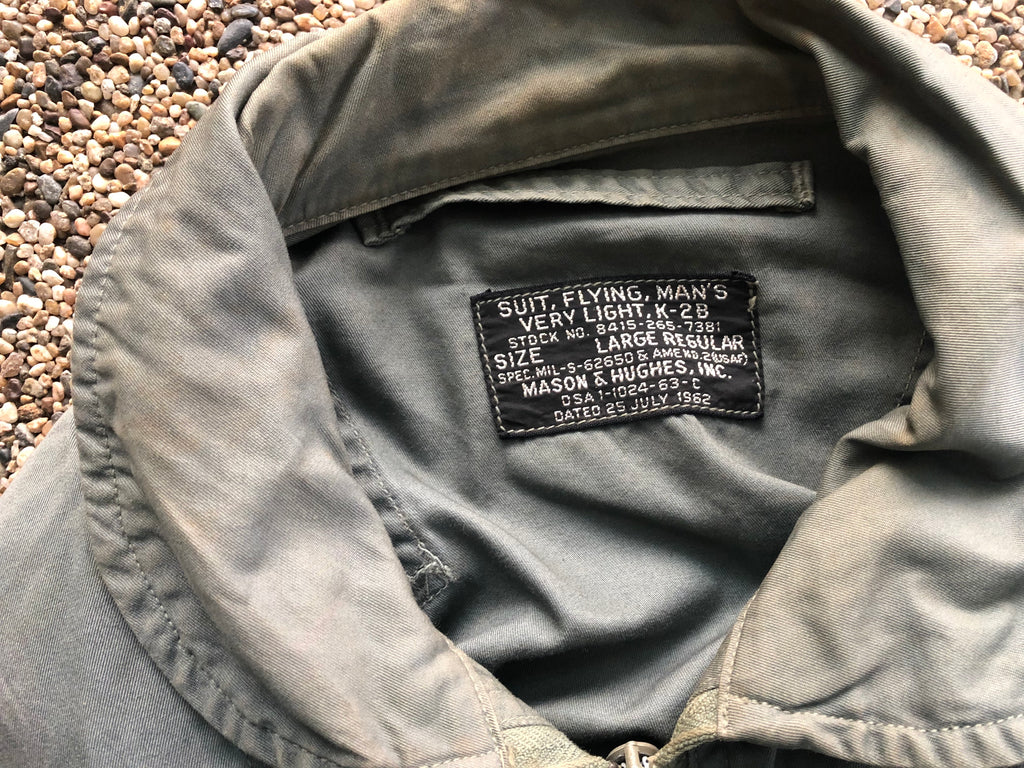 SUIT, FLYING, MAN'S
VERY LIGHT, K-2B
STOCK NO. 8415-265-7381
SIZE LARGE REGULAR
SPEC. MIL-S-6265D & AMEND. 2 (USAF)
MASON & HUGHES, INC.
DSA 1-1024-63-C
DATED 25 JULY 1962